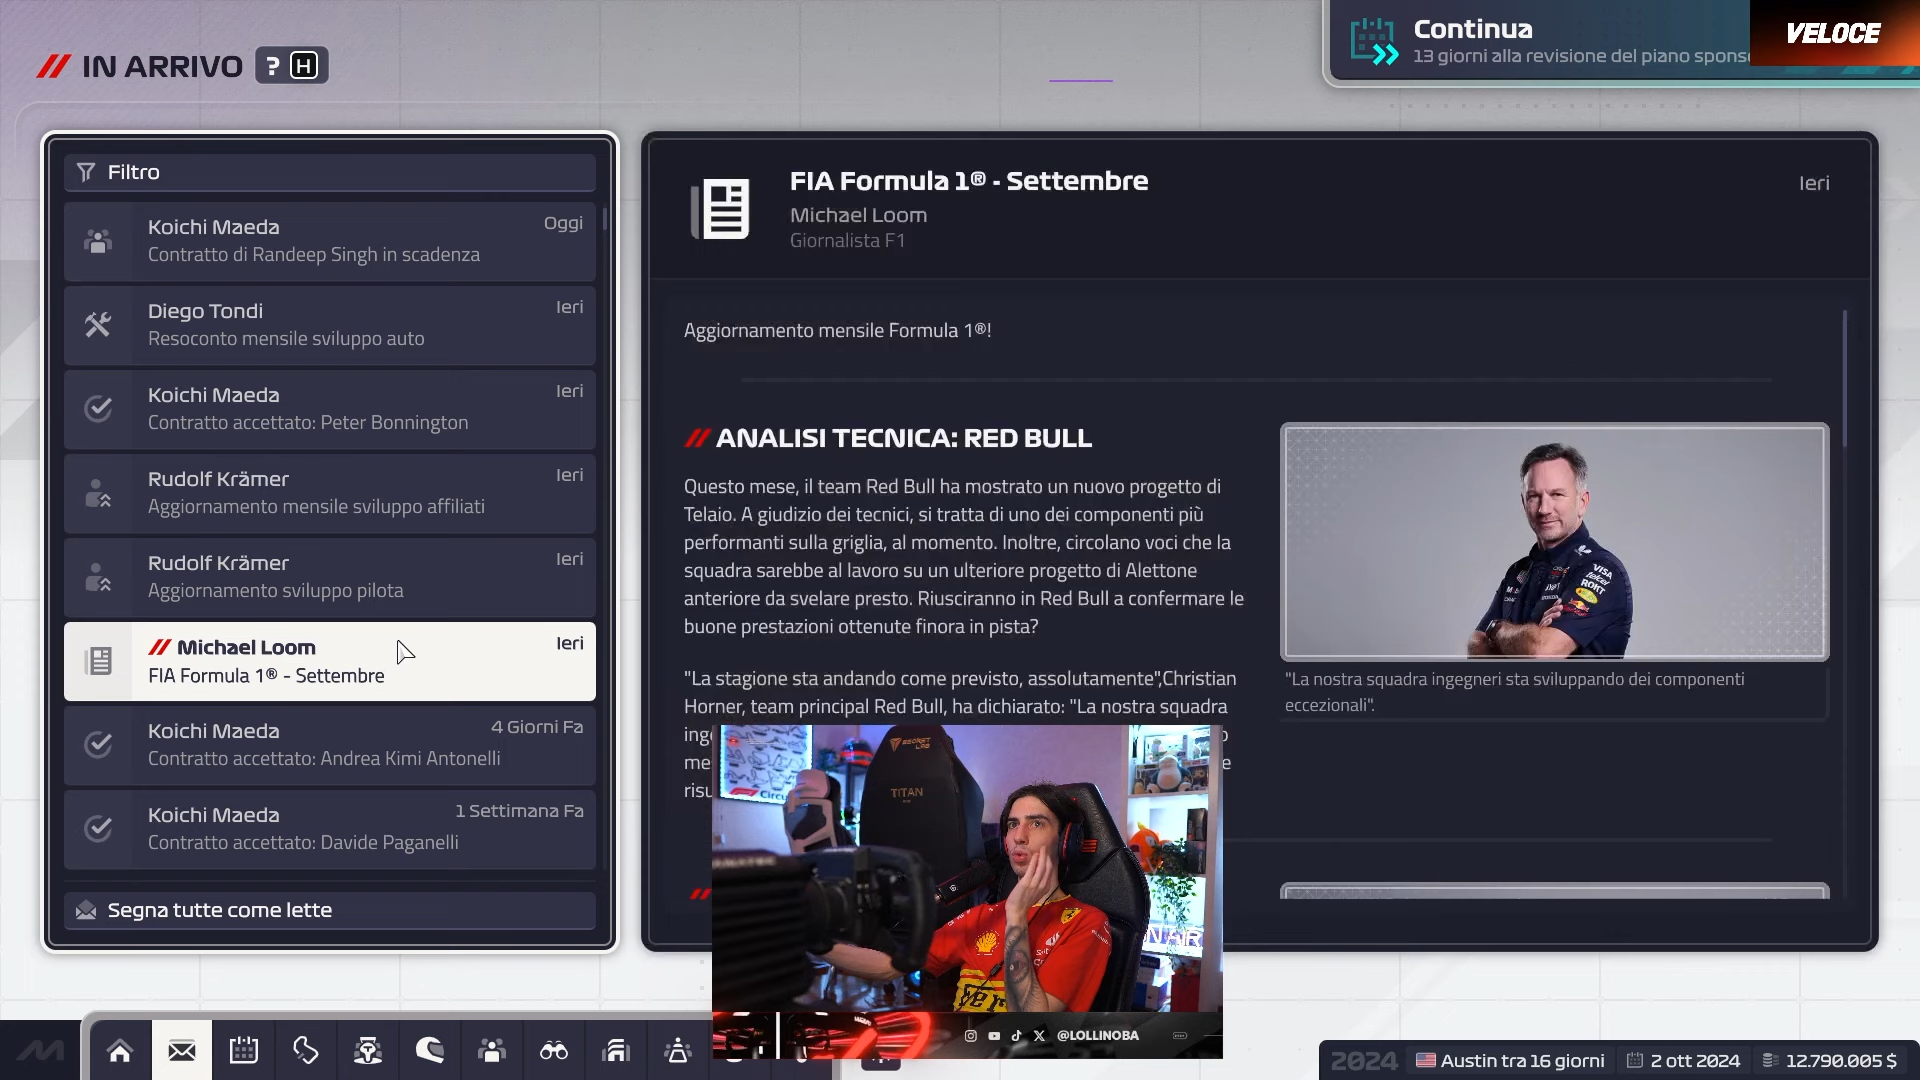 IN ARRIVO ? H
Continua
13 giorni alla revisione del piano spons
VELOCE
Filtro
Koichi Maeda
Oggi
Contratto di Randeep Singh in scadenza
Diego Tondi
Ieri
Resoconto mensile sviluppo auto
Koichi Maeda
Ieri
Contratto accettato: Peter Bonnington
Rudolf Krämer
Ieri
Aggiornamento mensile sviluppo affiliati
Rudolf Krämer
Ieri
Aggiornamento sviluppo pilota
Michael Loom
Ieri
FIA Formula 1® - Settembre
Koichi Maeda
4 Giorni Fa
Contratto accettato: Andrea Kimi Antonelli
Koichi Maeda
1 Settimana Fa
Contratto accettato: Davide Paganelli
Segna tutte come lette
FIA Formula 1® - Settembre
Ieri
Michael Loom
Giornalista F1
Aggiornamento mensile Formula 1®!
ANALISI TECNICA: RED BULL
Questo mese, il team Red Bull ha mostrato un nuovo progetto di
Telaio. A giudizio dei tecnici, si tratta di uno dei componenti più
performanti sulla griglia, al momento. Inoltre, circolano voci che la
squadra sarebbe al lavoro su un ulteriore progetto di Alettone
anteriore da svelare presto. Riusciranno in Red Bull a confermare le
buone prestazioni ottenute finora in pista?
"La stagione sta andando come previsto, assolutamente",Christian
Horner, team principal Red Bull, ha dichiarato: "La nostra squadra
VISA
ROKT
"La nostra squadra ingegneri sta sviluppando dei componenti
eccezionali".
SECRET
LAB
TITAN
Circu
ON AIR
@LOLLINOBA
2024
Austin tra 16 giorni
2 ott 2024
12.790.005 $